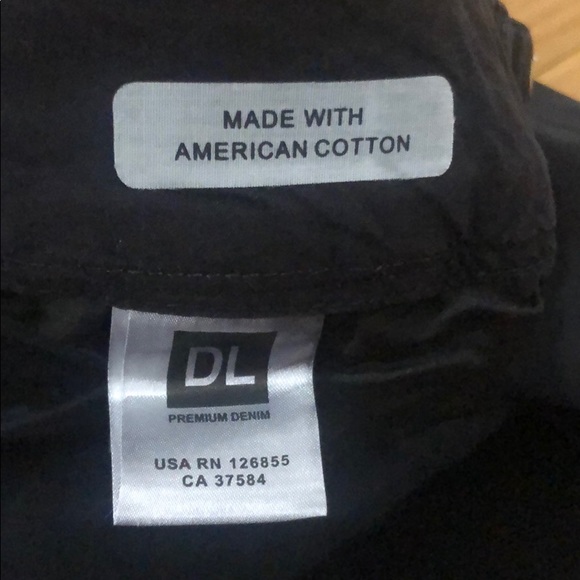 MADE WITH
AMERICAN COTTON
DL
PREMIUM DENIM
USA RN 126855
CA 37584